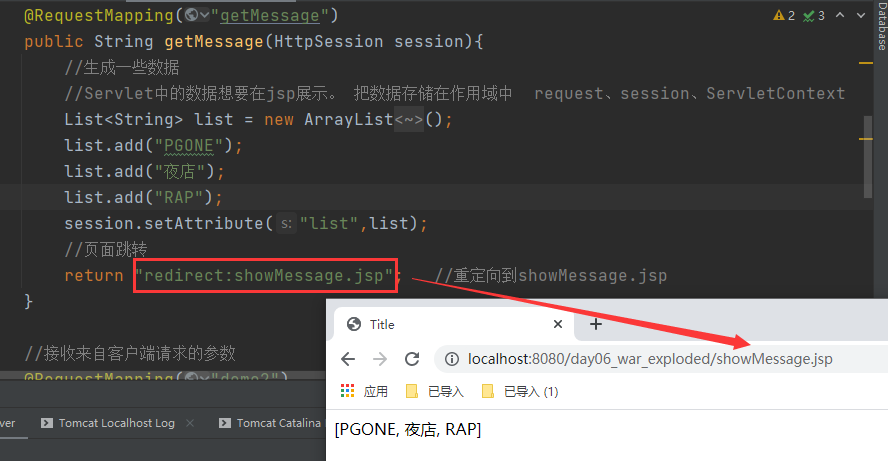 @RequestMapping("getMessage")
2 3
public String getMessage(HttpSession session){
//生成一些数据
//Servlet中的数据想要在jsp展示。 把数据存储在作用域中 request、session、ServletContext
List<String> list = new ArrayList<~>();
list.add("PGONE");
list.add("夜店");
list.add("RAP");
session.setAttribute( s: "list",list);
//页面跳转
return "redirect:showMessage.jsp"; //重定向到showMessage.jsp
}
//接收来自客户端请求的参数
@RequestMapping("demo2")
Database
ver
Tomcat Localhost Log
Tomcat Catalina
Title
localhost:8080/day06_war_exploded/showMessage.jsp
应用
已导入
已导入 (1)
[PGONE, 夜店, RAP]